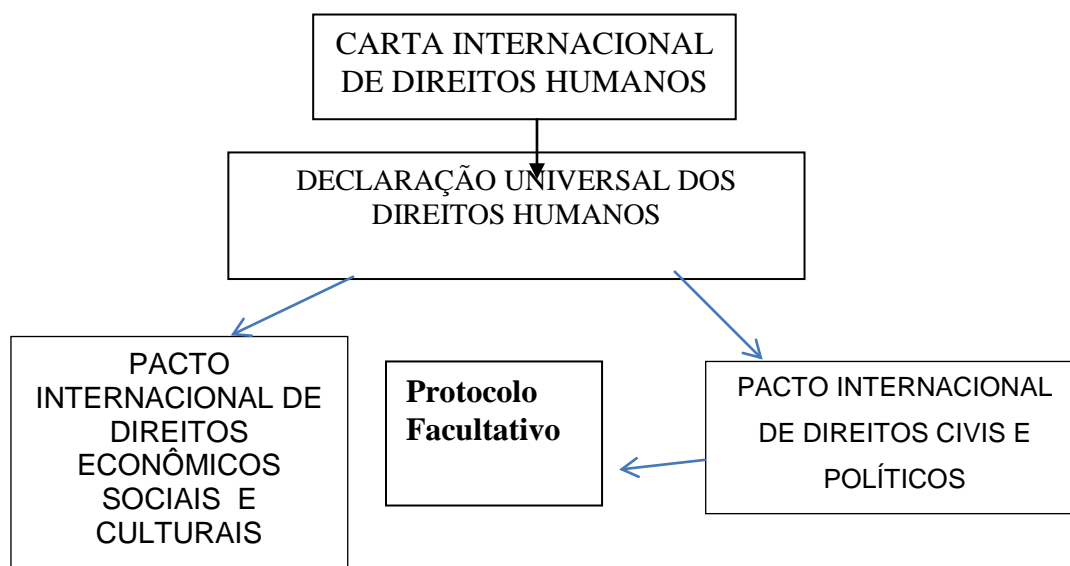 CARTA INTERNACIONAL
DE DIREITOS HUMANOS
DECLARAÇÃO UNIVERSAL DOS
DIREITOS HUMANOS
PACTO
INTERNACIONAL DE
DIREITOS
ECONÔMICOS
SOCIAIS E
CULTURAIS
Protocolo
Facultativo
PACTO INTERNACIONAL
DE DIREITOS CIVIS E
POLÍTICOS